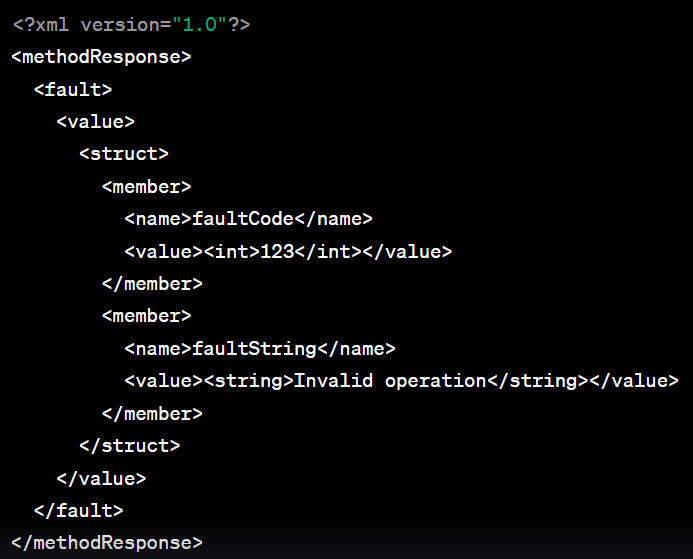 <?xml version="1.0"?>
<methodResponse>
  <fault>
    <value>
      <struct>
        <member>
          <name>faultCode</name>
          <value><int>123</int></value>
        </member>
        <member>
          <name>faultString</name>
          <value><string>Invalid operation</string></value>
        </member>
      </struct>
    </value>
  </fault>
</methodResponse>